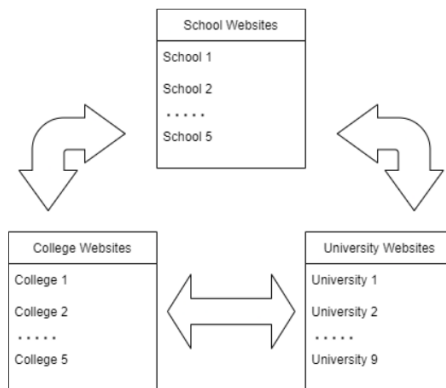 School Websites
School 1
School 2
.....
School 5
College Websites
College 1
College 2
.....
College 5
University Websites
University 1
University 2
.....
University 9